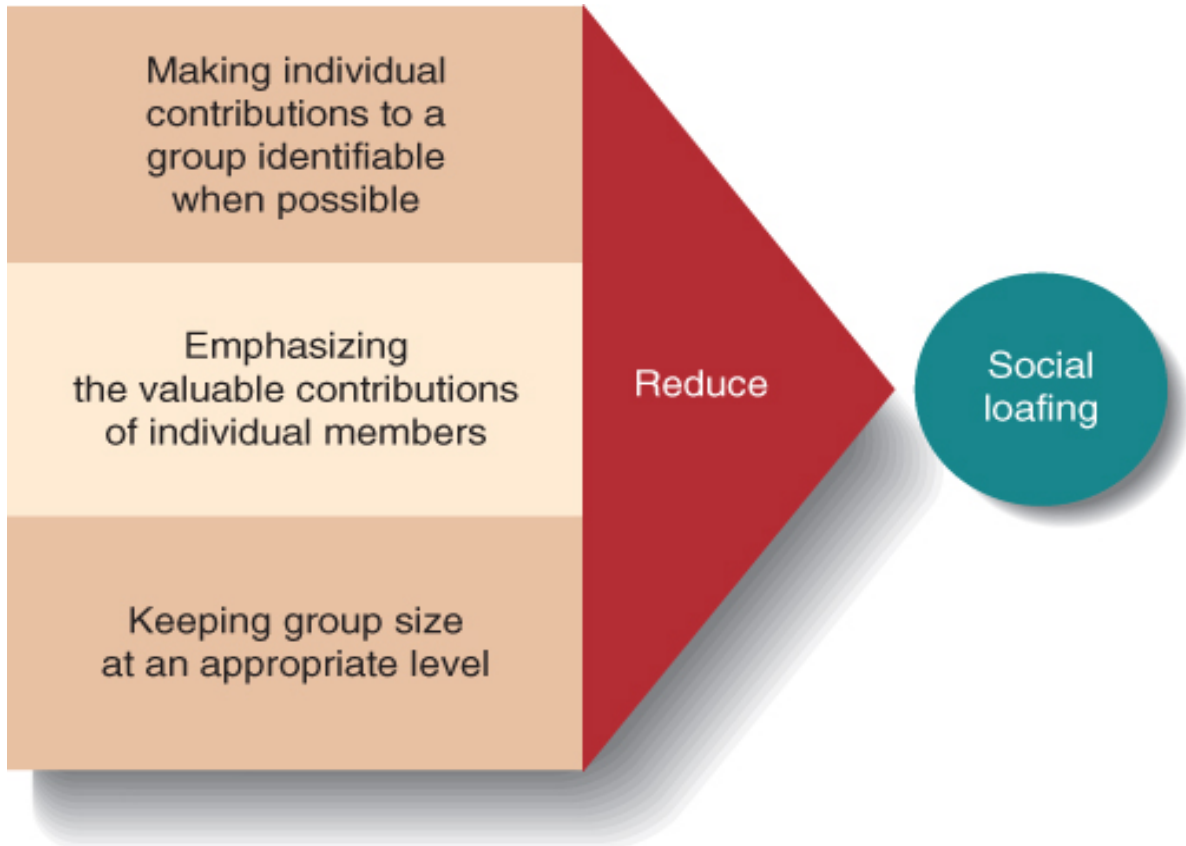 Making individual
contributions to a
group identifiable
when possible
Emphasizing
the valuable contributions
of individual members
Keeping group size
at an appropriate level
Reduce
Social
loafing